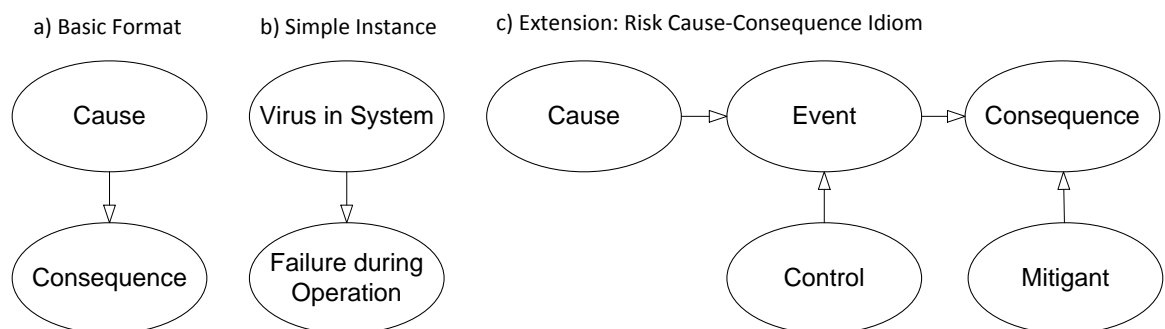 a) Basic Format
b) Simple Instance
c) Extension: Risk Cause-Consequence Idiom
Cause
Virus in System
Cause
Event
Consequence
Consequence
Failure during
Operation
Control
Mitigant